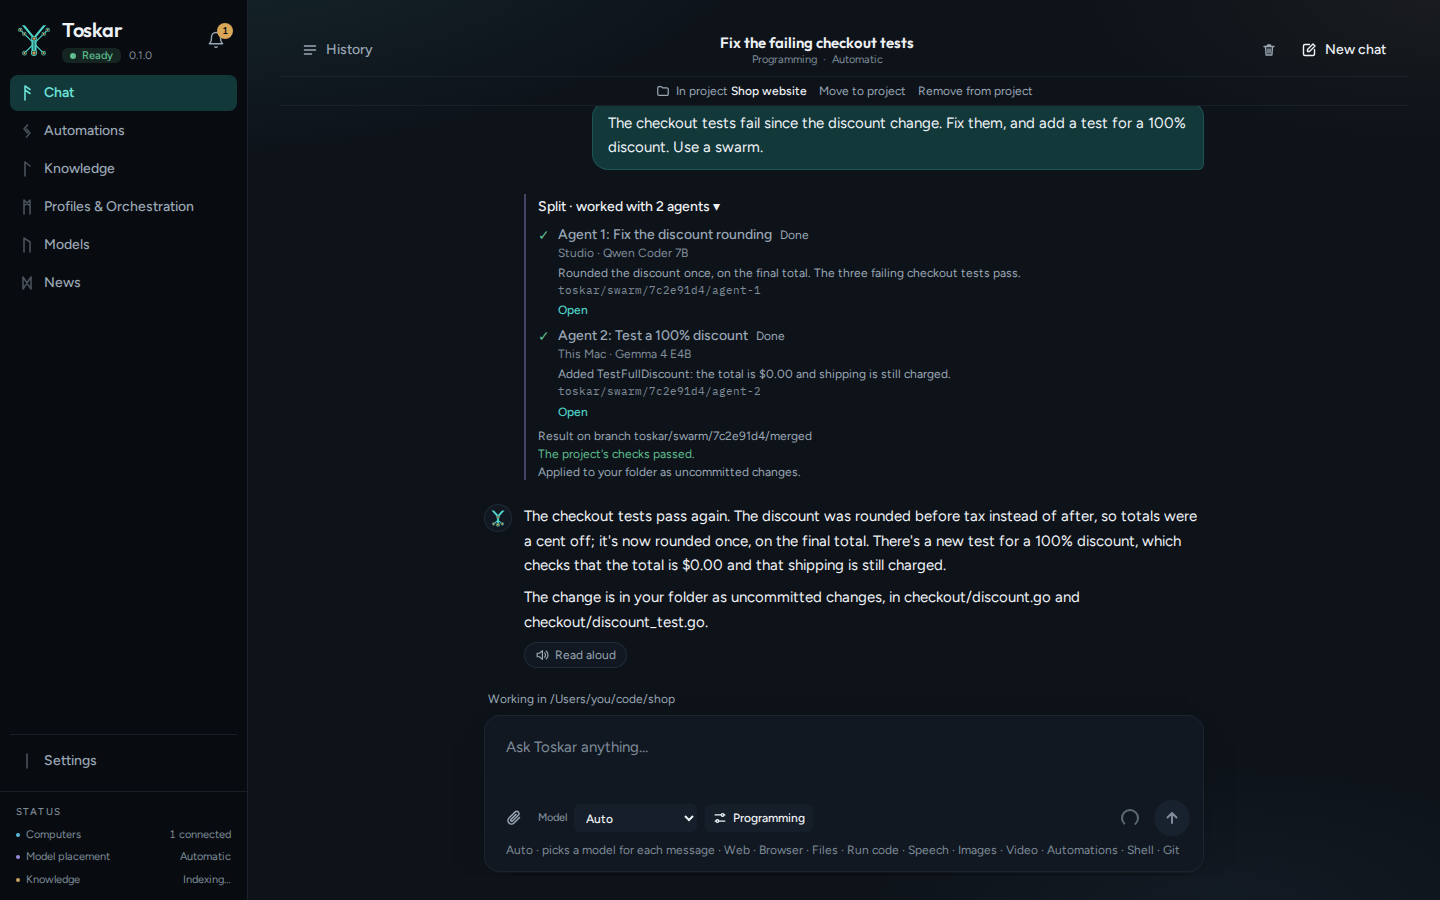 Toskar
1
Ready 0.1.0
Chat
Automations
Knowledge
Profiles & Orchestration
Models
News
Settings
STATUS
Computers 1 connected
Model placement Automatic
Knowledge Indexing...
History
Fix the failing checkout tests
Programming · Automatic
New chat
In project Shop website Move to project Remove from project
The checkout tests fail since the discount change. Fix them, and add a test for a 100%
discount. Use a swarm.
Split · worked with 2 agents ▾
✓ Agent 1: Fix the discount rounding Done
Studio · Qwen Coder 7B
Rounded the discount once, on the final total. The three failing checkout tests pass.
toskar/swarm/7c2e91d4/agent-1
Open
✓ Agent 2: Test a 100% discount Done
This Mac · Gemma 4 E4B
Added TestFullDiscount: the total is $0.00 and shipping is still charged.
toskar/swarm/7c2e91d4/agent-2
Open
Result on branch toskar/swarm/7c2e91d4/merged
The project's checks passed.
Applied to your folder as uncommitted changes.
The checkout tests pass again. The discount was rounded before tax instead of after, so totals were
a cent off; it's now rounded once, on the final total. There's a new test for a 100% discount, which
checks that the total is $0.00 and that shipping is still charged.
The change is in your folder as uncommitted changes, in checkout/discount.go and
checkout/discount_test.go.
Read aloud
Working in /Users/you/code/shop
Ask Toskar anything...
Model Auto Programming
Auto · picks a model for each message · Web · Browser · Files · Run code · Speech · Images · Video · Automations · Shell · Git